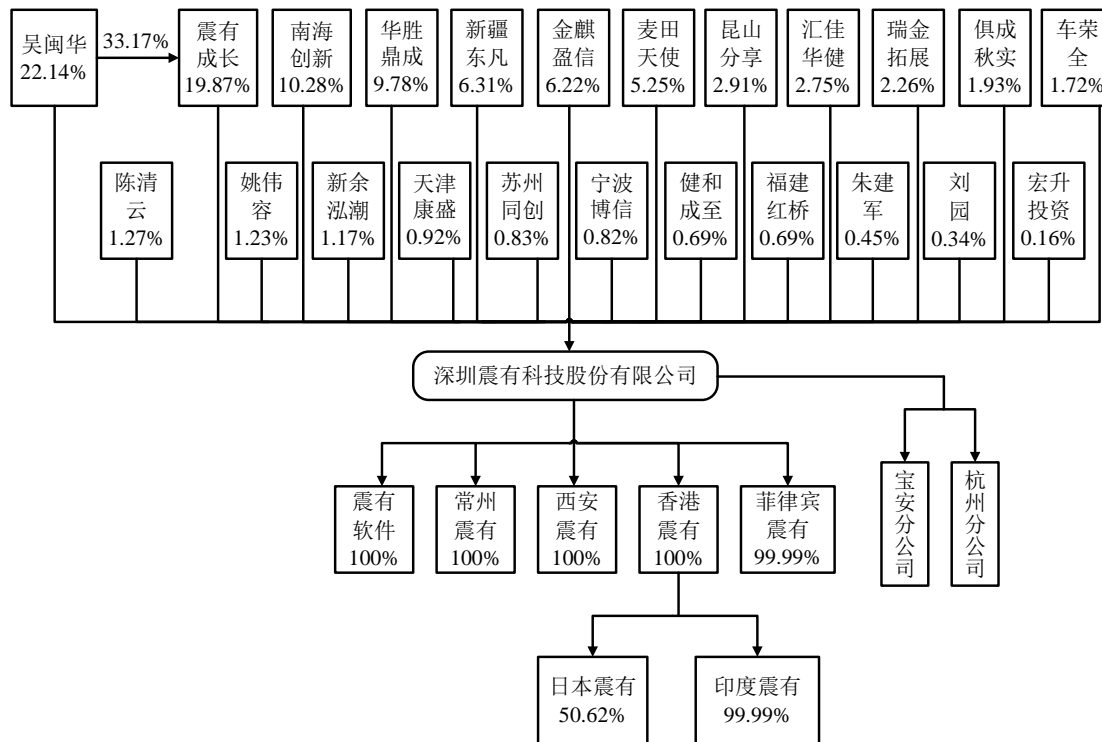 吴闽华
22.14%
33.17%
震有
成长
19.87%
南海
创新
10.28%
华胜
鼎成
9.78%
新疆
东凡
6.31%
金麒
盈信
6.22%
麦田
天使
5.25%
昆山
分享
2.91%
汇佳
华健
2.75%
瑞金
拓展
2.26%
俱成
秋实
1.93%
车荣
全
1.72%
陈清
云
1.27%
姚伟
容
1.23%
新余
泓潮
1.17%
天津
康盛
0.92%
苏州
同创
0.83%
宁波
博信
0.82%
健和
成至
0.69%
福建
红桥
0.69%
朱建
军
0.45%
刘
园
0.34%
宏升
投资
0.16%
深圳震有科技股份有限公司
震有
软件
100%
常州
震有
100%
西安
震有
100%
香港
震有
100%
菲律宾
震有
99.99%
宝安分公司
杭州分公司
日本震有
50.62%
印度震有
99.99%